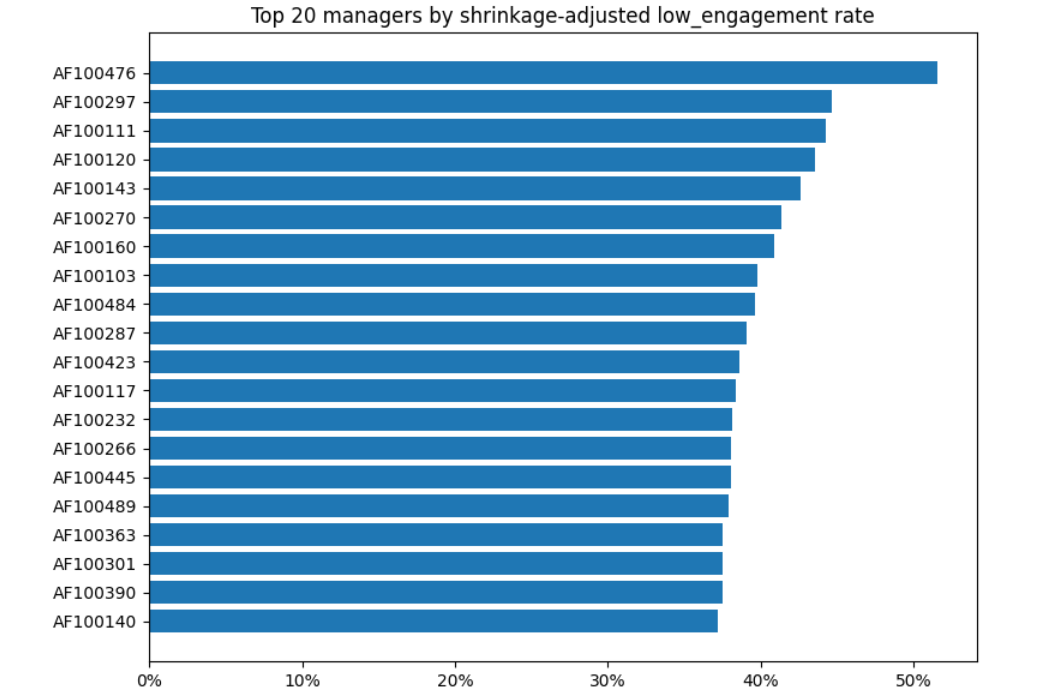 Top 20 managers by shrinkage-adjusted low_engagement rate
AF100476
AF100297
AF100111
AF100120
AF100143
AF100270
AF100160
AF100103
AF100484
AF100287
AF100423
AF100117
AF100232
AF100266
AF100445
AF100489
AF100363
AF100301
AF100390
AF100140
0% 10% 20% 30% 40% 50%